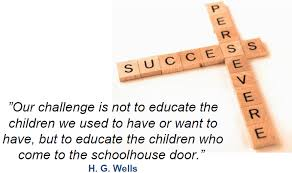 PERSEVERE
SUCCESS
"Our challenge is not to educate the
children we used to have or want to
have, but to educate the children who
come to the schoolhouse door."
H. G. Wells